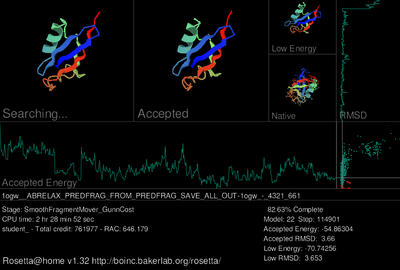 Searching...
Accepted
Low Energy
Native
RMSD
Accepted Energy
1ogw__ABRELAX_PREDFRAG_FROM_PREDFRAG_SAVE_ALL_OUT-1ogw_-_4321_661
Stage: SmoothFragmentMover_GunnCost
CPU time: 2 hr 28 min 52 sec
student_ - Total credit: 761977 - RAC: 646.179
82.63% Complete
Model: 22 Step: 114901
Accepted Energy: -54.86304
Accepted RMSD: 3.66
Low Energy: -70.74256
Low RMSD: 3.653
Rosetta@home v1.32 http://boinc.bakerlab.org/rosetta/